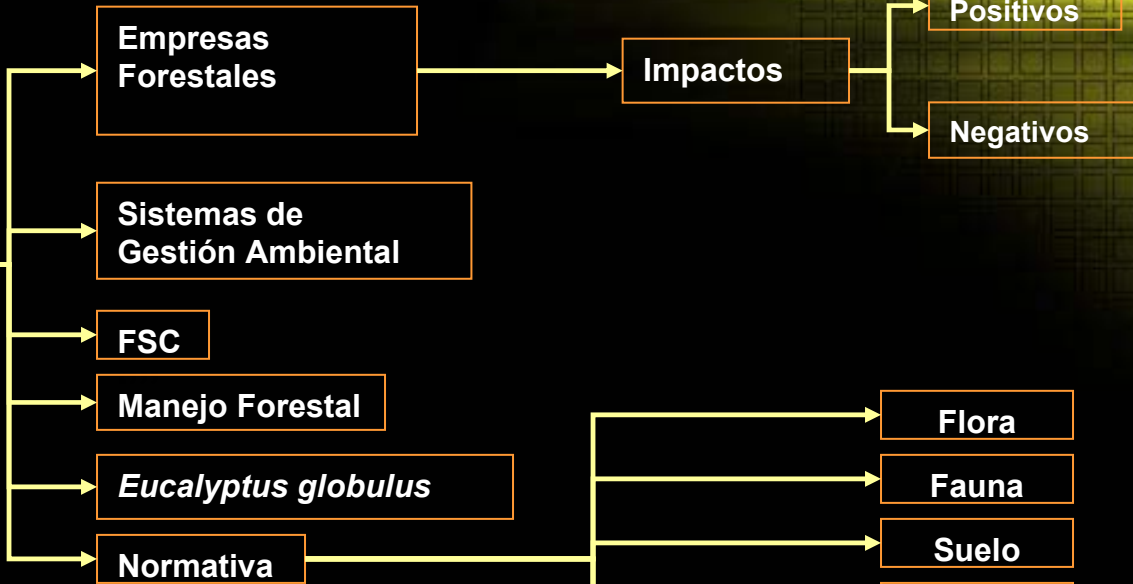 Empresas
Forestales
Impactos
Positivos
Negativos
Sistemas de
Gestión Ambiental
FSC
Manejo Forestal
Eucalyptus globulus
Normativa
Flora
Fauna
Suelo